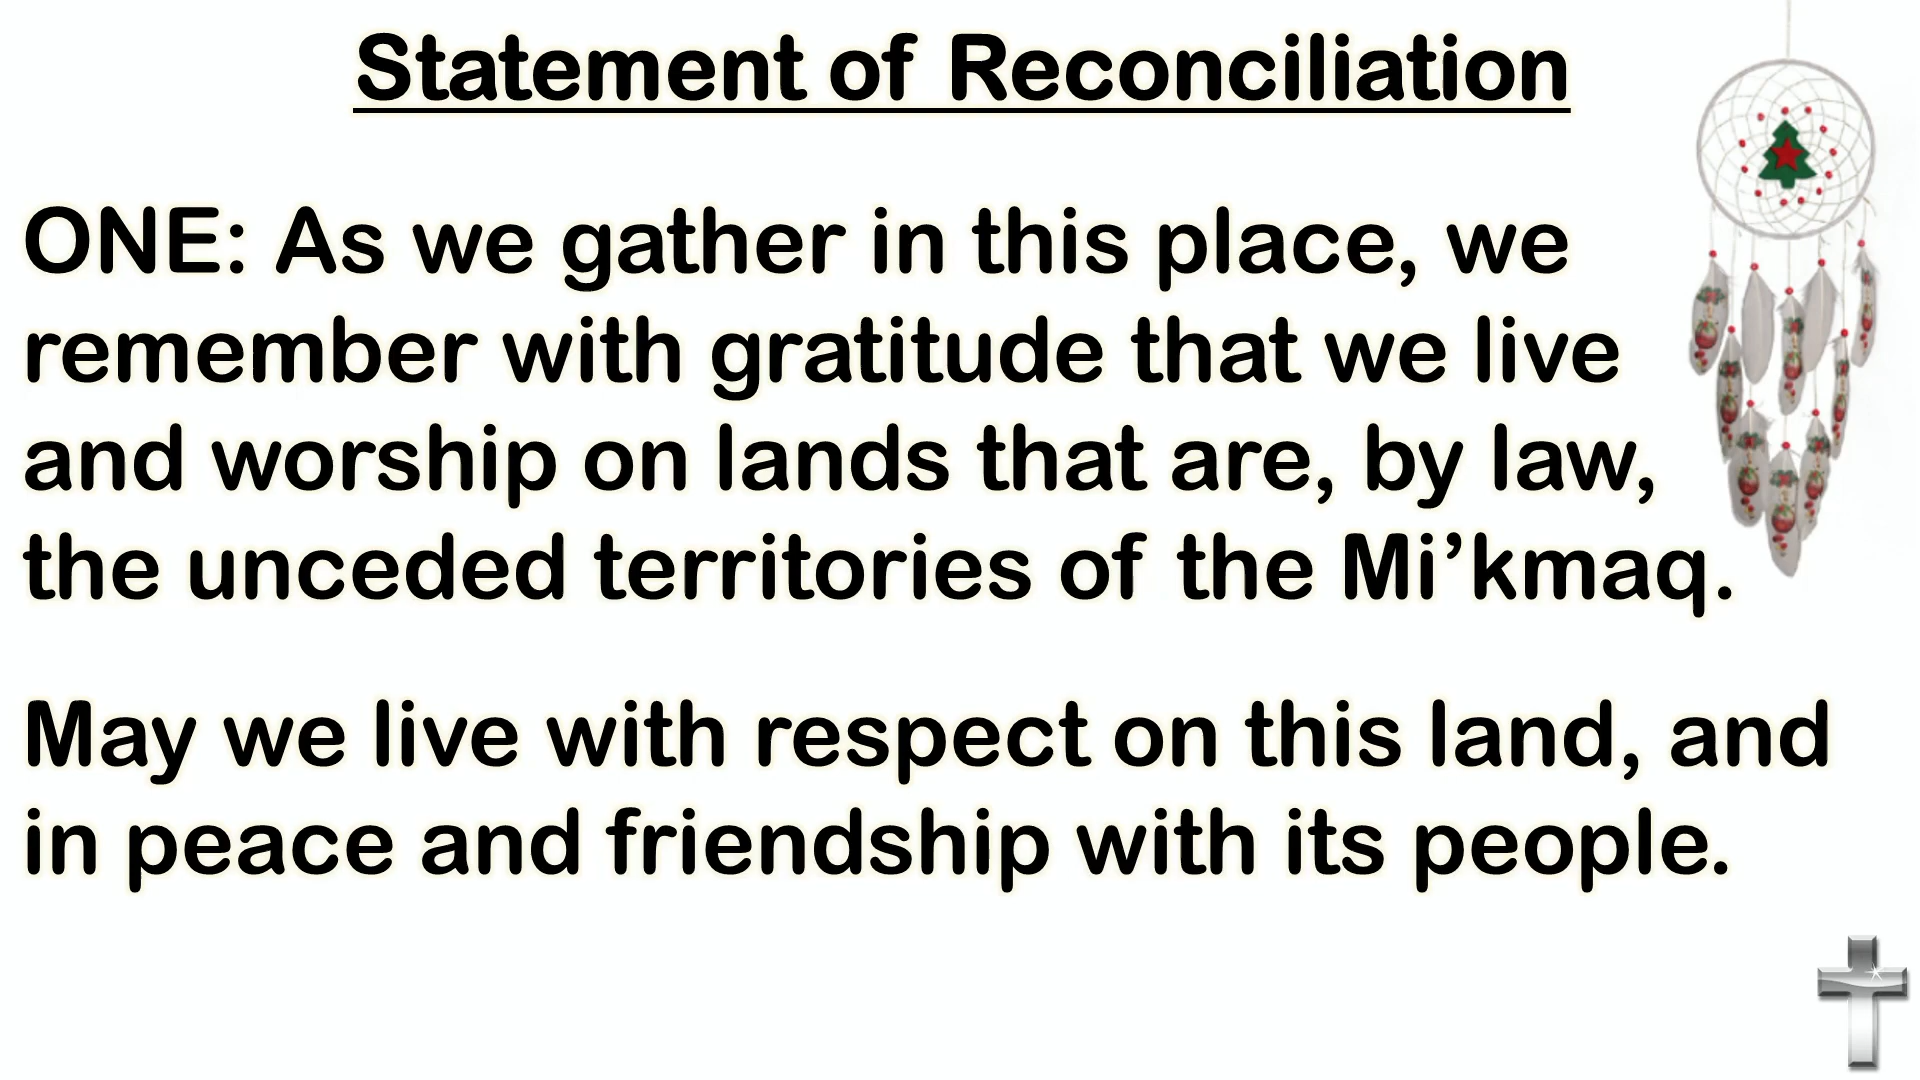 Statement of Reconciliation
ONE: As we gather in this place, we
remember with gratitude that we live
and worship on lands that are, by law,
the unceded territories of the Mi’kmaq.
May we live with respect on this land, and
in peace and friendship with its people.